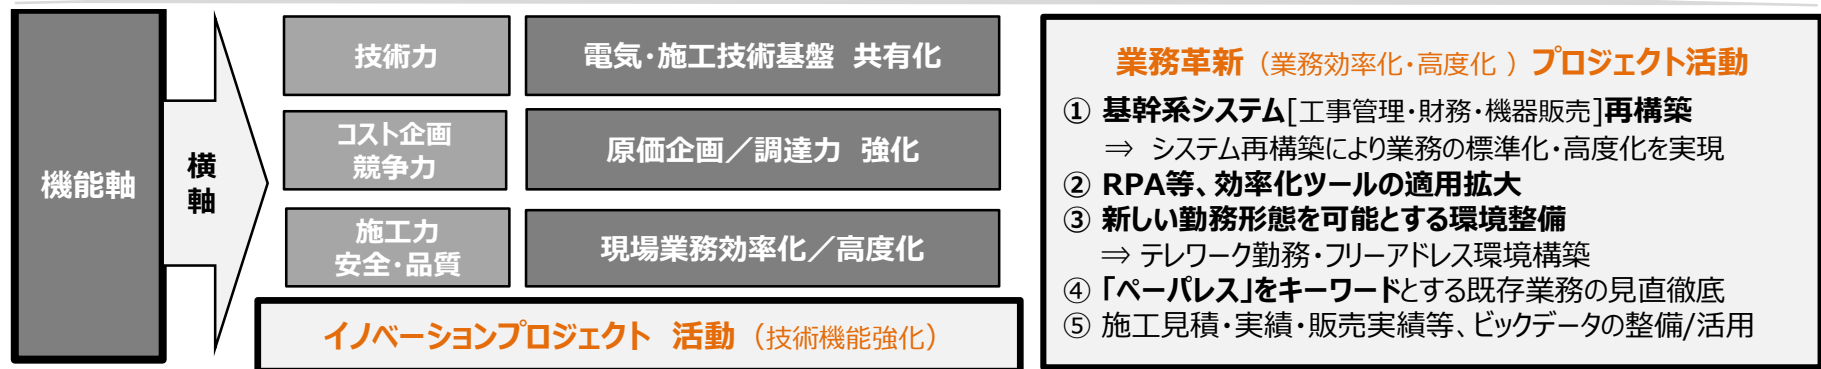 機能軸
横
軸
技術力
電気・施工技術基盤 共有化
コスト企画
競争力
原価企画／調達力 強化
施工力
安全・品質
現場業務効率化／高度化
イノベーションプロジェクト 活動（技術機能強化）
業務革新（業務効率化・高度化 ）プロジェクト活動
① 基幹系システム[工事管理・財務・機器販売]再構築
⇒ システム再構築により業務の標準化・高度化を実現
② RPA等、効率化ツールの適用拡大
③ 新しい勤務形態を可能とする環境整備
⇒ テレワーク勤務・フリーアドレス環境構築
④ 「ペーパレス」をキーワードとする既存業務の見直徹底
⑤ 施工見積・実績・販売実績等、ビックデータの整備/活用